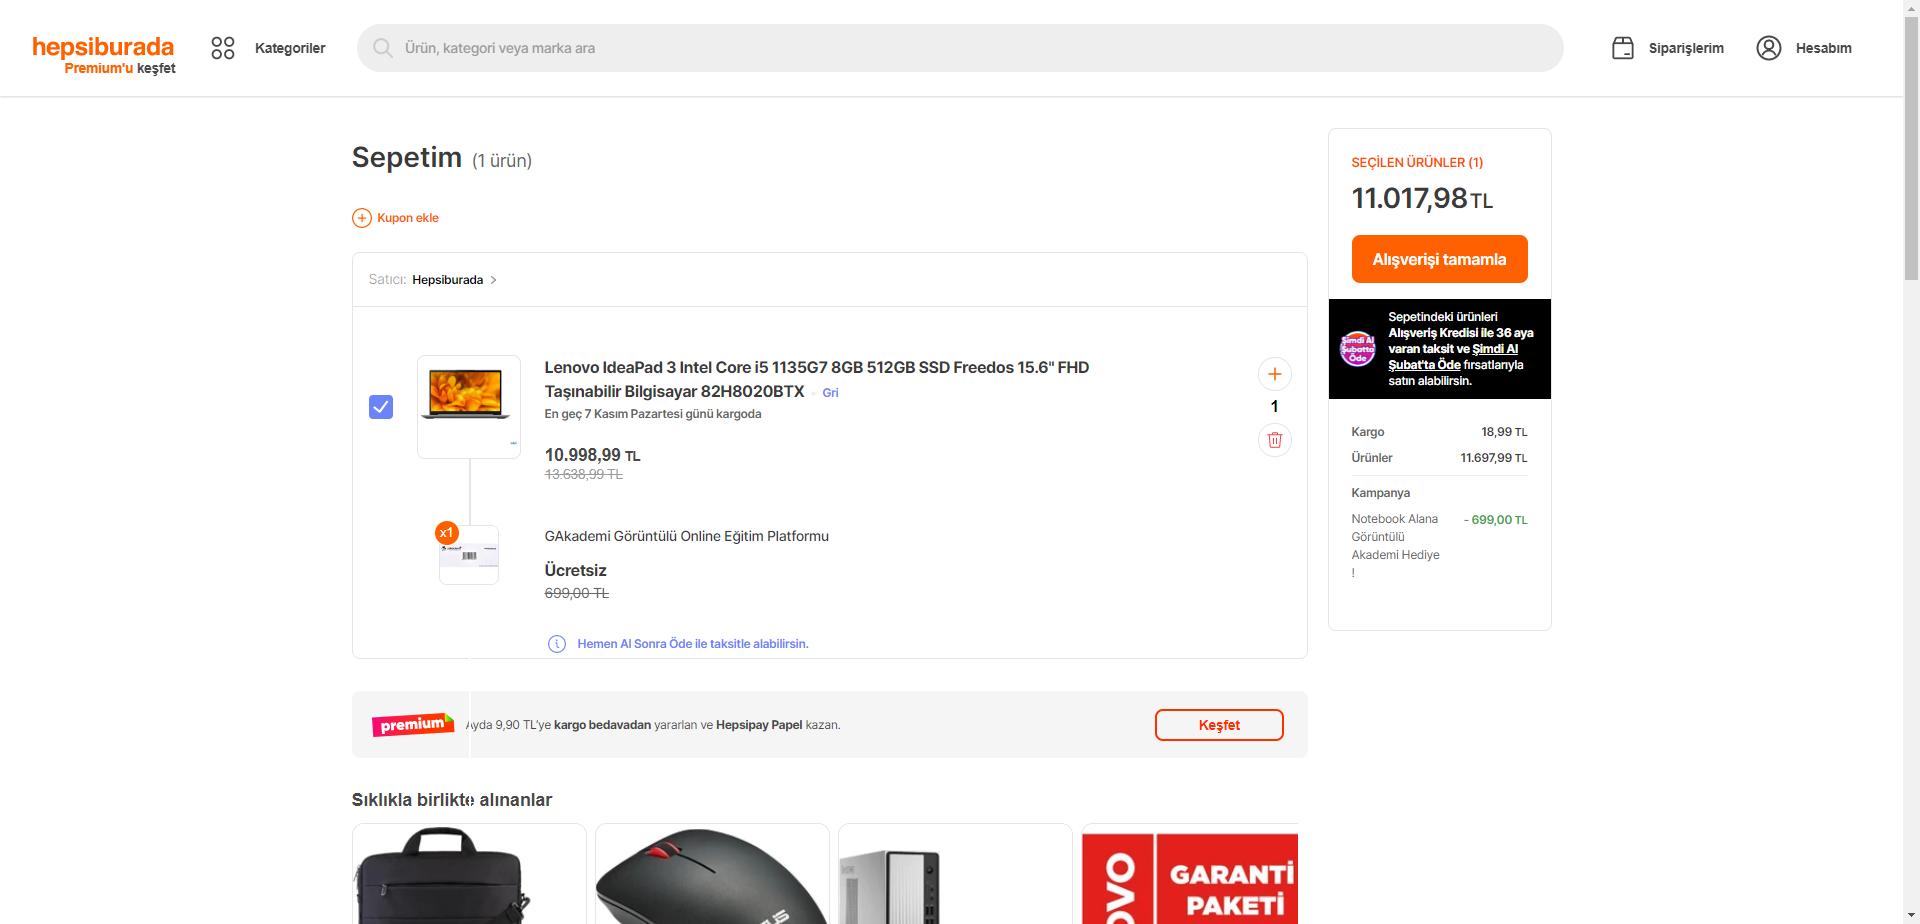 hepsiburada
Premium'u keşfet
Kategoriler
Ürün, kategori veya marka ara
Siparişlerim
Hesabım
Sepetim (1 ürün)
Kupon ekle
Satıcı: Hepsiburada
Lenovo IdeaPad 3 Intel Core i5 1135G7 8GB 512GB SSD Freedos 15.6" FHD
Taşınabilir Bilgisayar 82H8020BTX Gri
En geç 7 Kasım Pazartesi günü kargoda
10.998,99 TL
13.638,99 TL
1
x1
GAkademi Görüntülü Online Eğitim Platformu
Ücretsiz
699,00 TL
Hemen Al Sonra Öde ile taksitle alabilirsin.
premium Ayda 9,90 TL'ye kargo bedavadan yararlan ve Hepsipay Papel kazan.
Keşfet
Sıklıkla birlikte alınanlar
GARANTİ
PAKETİ
SEÇİLEN ÜRÜNLER (1)
11.017,98 TL
Alışverişi tamamla
Şimdi Al
Şubatta
Öde
Sepetindeki ürünleri
Alışveriş Kredisi ile 36 aya
varan taksit ve Şimdi Al
Şubat'ta Öde fırsatlarıyla
satın alabilirsin.
Kargo 18,99 TL
Ürünler 11.697,99 TL
Kampanya
Notebook Alana - 699,00 TL
Görüntülü
Akademi Hediye
!